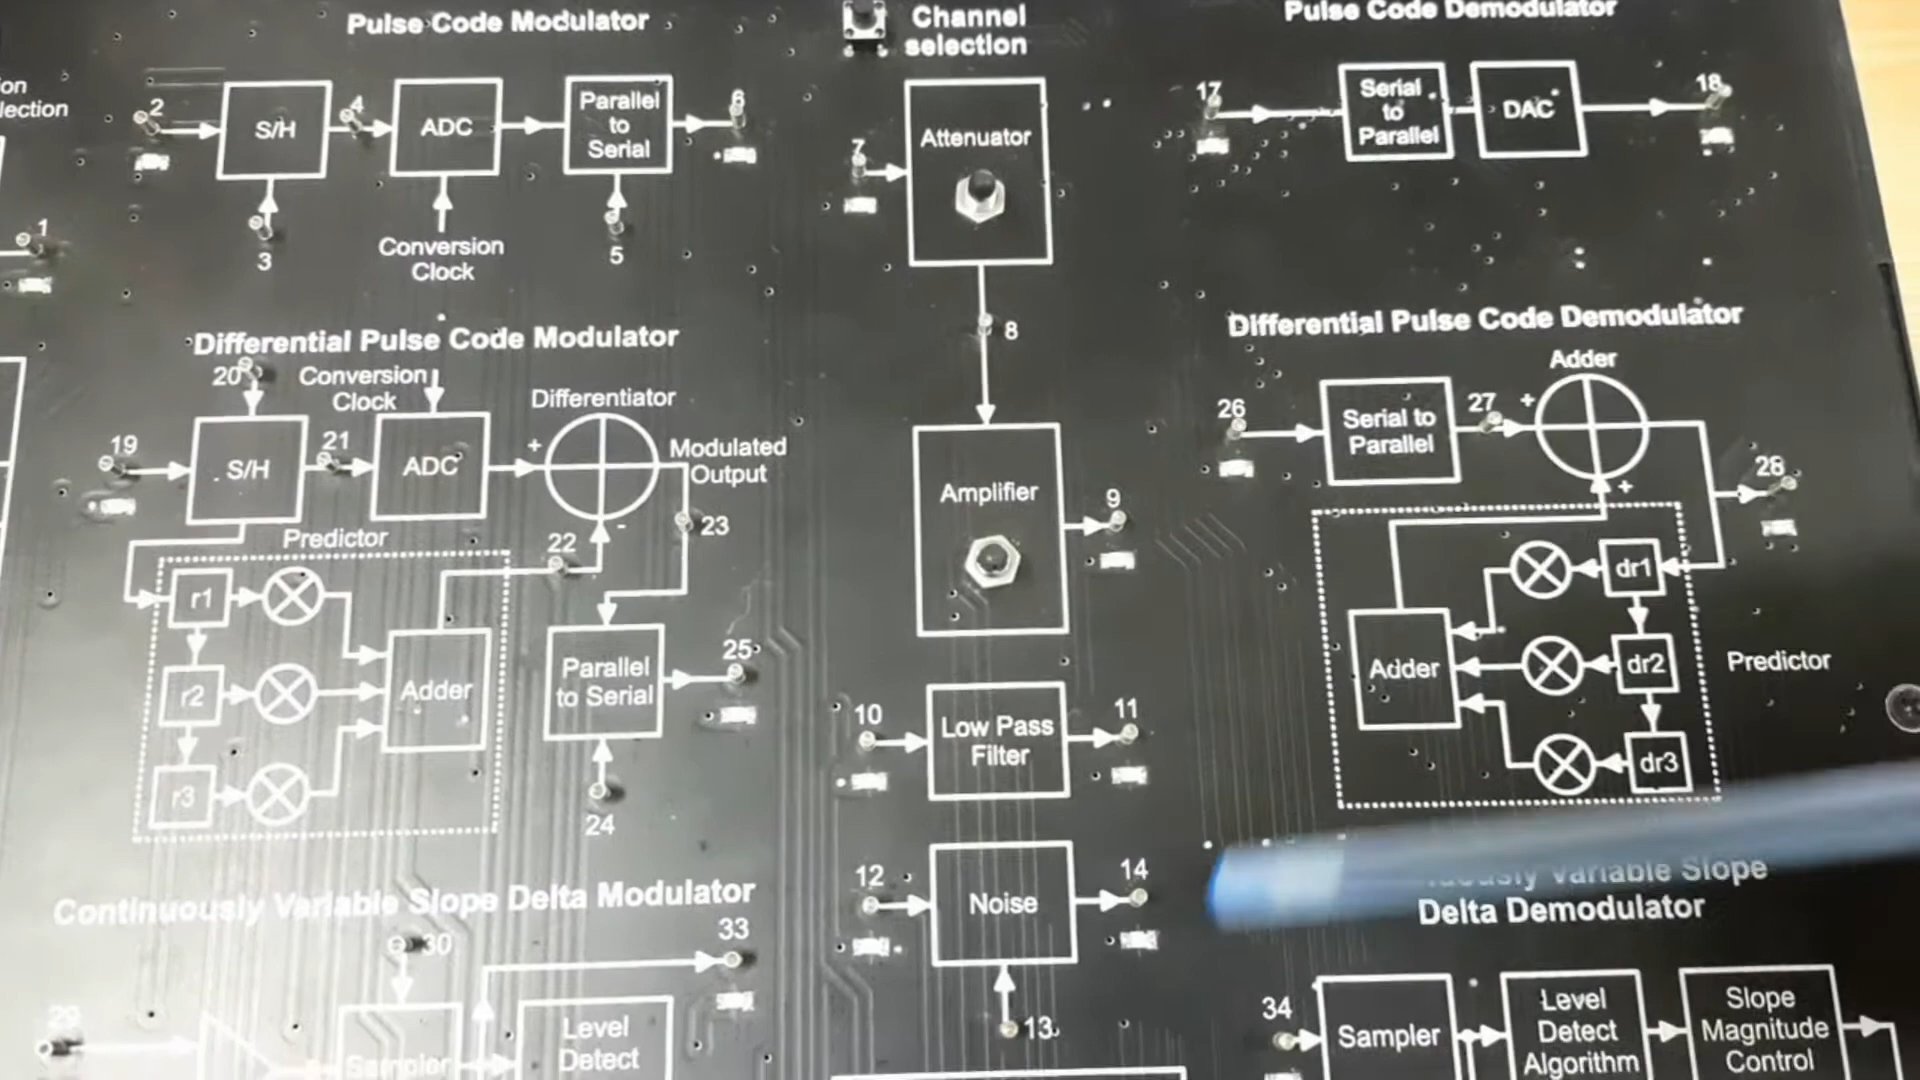 Pulse Code Modulator
2
S/H
4
ADC
Parallel
to
Serial
6
3
Conversion
Clock
5
1
Channel
selection
7
Attenuator
8
Amplifier
9
10
Low Pass
Filter
11
12
Noise
14
13
Pulse Code Demodulator
17
Serial
to
Parallel
DAC
18
Differential Pulse Code Modulator
20
Conversion
Clock
Differentiator
19
S/H
21
ADC
+
Modulated
Output
Predictor
22
-
23
r1
r2
r3
Adder
Parallel
to Serial
25
24
Differential Pulse Code Demodulator
Adder
26
Serial to
Parallel
27
+
+
28
dr1
dr2
dr3
Adder
Predictor
Continuously Variable Slope Delta Modulator
30
33
29
Sampler
Level
Detect
Variable Slope
Delta Demodulator
34
Sampler
Level
Detect
Algorithm
Slope
Magnitude
Control